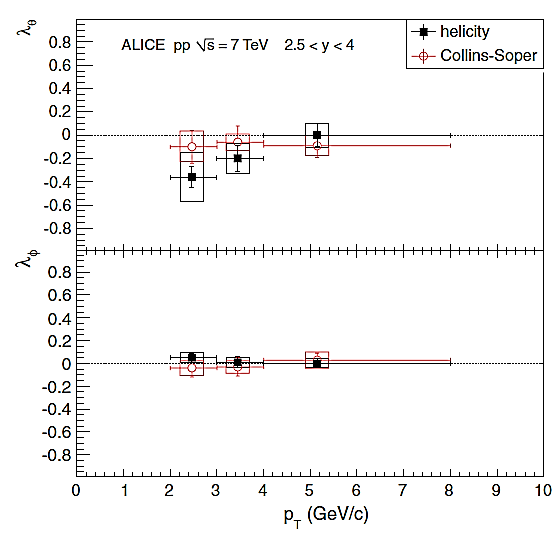 λθ
ALICE pp √s = 7 TeV 2.5 < y < 4
helicity
Collins-Soper
0.8
0.6
0.4
0.2
0
-0.2
-0.4
-0.6
-0.8
λϕ
0.8
0.6
0.4
0.2
0
-0.2
-0.4
-0.6
-0.8
0 1 2 3 4 5 6 7 8 9 10
pT (GeV/c)